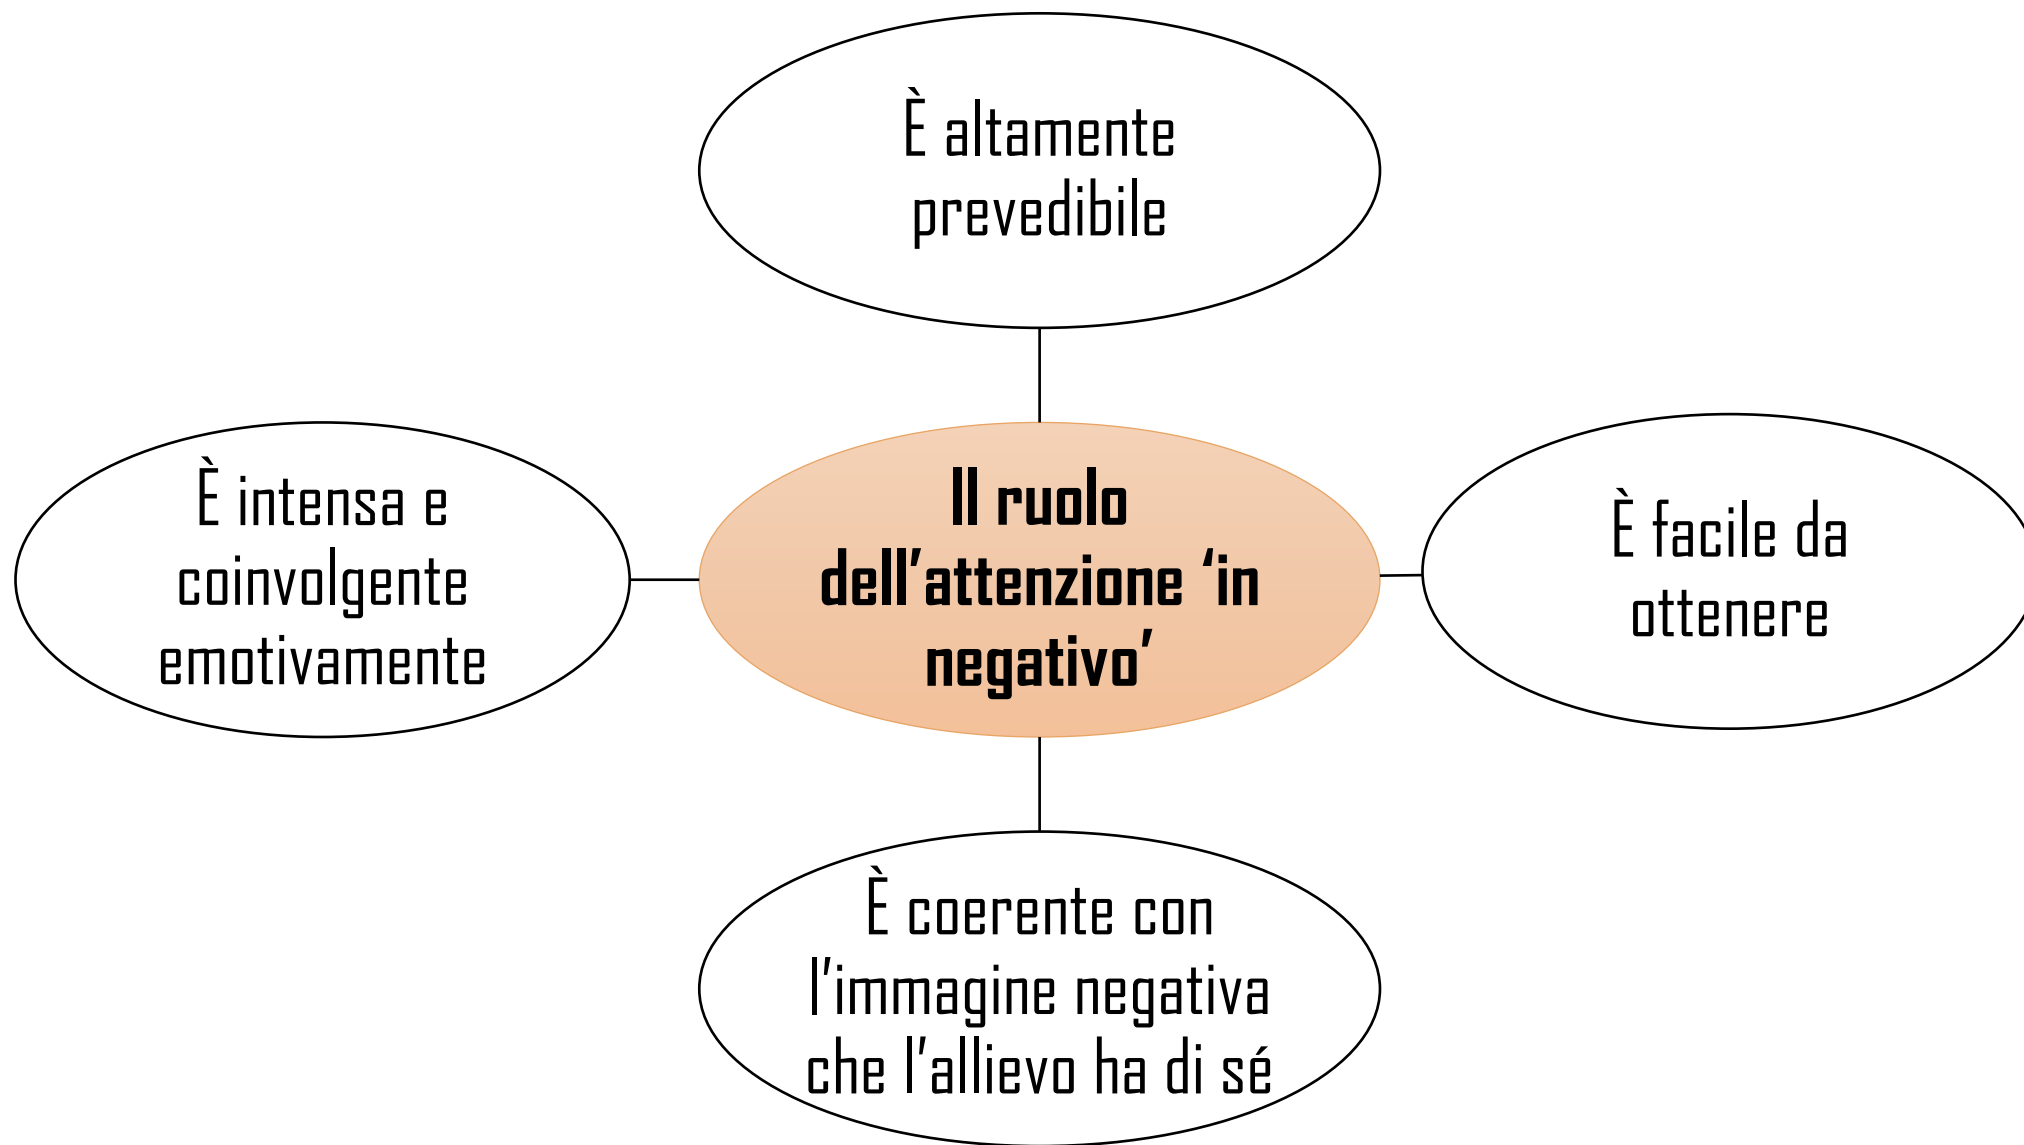 È altamente
prevedibile
È intensa e
coinvolgente
emotivamente
Il ruolo
dell’attenzione ‘in
negativo’
È facile da
ottenere
È coerente con
l’immagine negativa
che l’allievo ha di sé